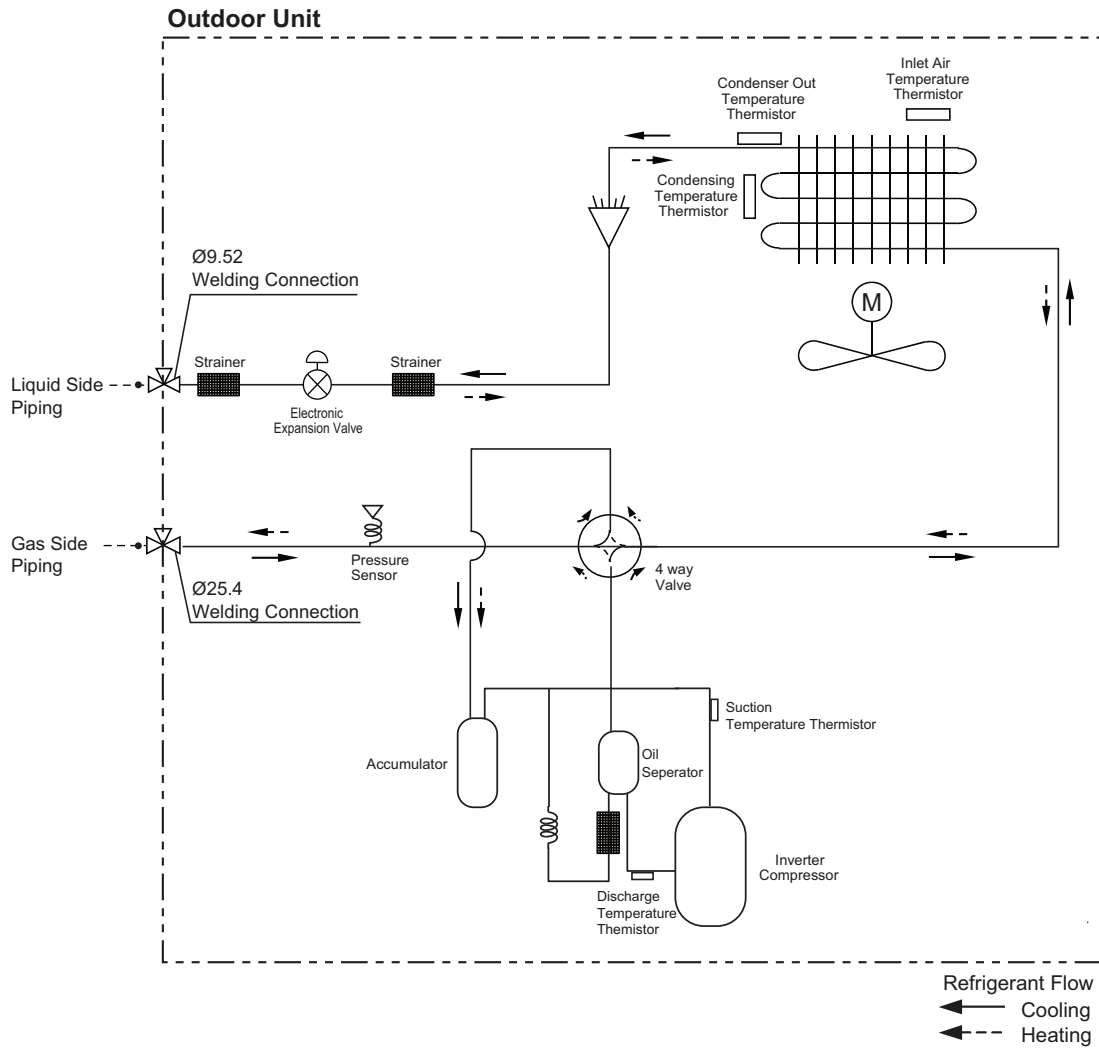 Outdoor Unit
Inlet Air
Temperature
Thermistor
Condenser Out
Temperature
Thermistor
Condensing
Temperature
Thermistor
Ø9.52
Welding Connection
M
Strainer
Strainer
Liquid Side
Piping
Electronic
Expansion Valve
Gas Side
Piping
Pressure
Sensor
4 way
Valve
Ø25.4
Welding Connection
Suction
Temperature Thermistor
Accumulator
Oil
Seperator
Inverter
Compressor
Discharge
Temperature
Themistor
Refrigerant Flow
Cooling
Heating